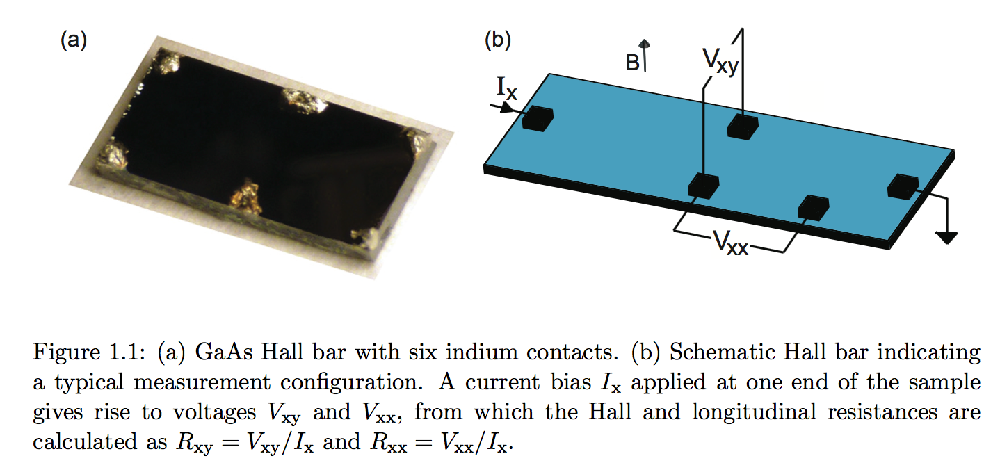 (a)
(b)
B
Vxy
Ix
Vxx
Figure 1.1: (a) GaAs Hall bar with six indium contacts. (b) Schematic Hall bar indicating
a typical measurement configuration. A current bias Ix applied at one end of the sample
gives rise to voltages Vxy and Vxx, from which the Hall and longitudinal resistances are
calculated as Rxy = Vxy/Ix and Rxx = Vxx/Ix.